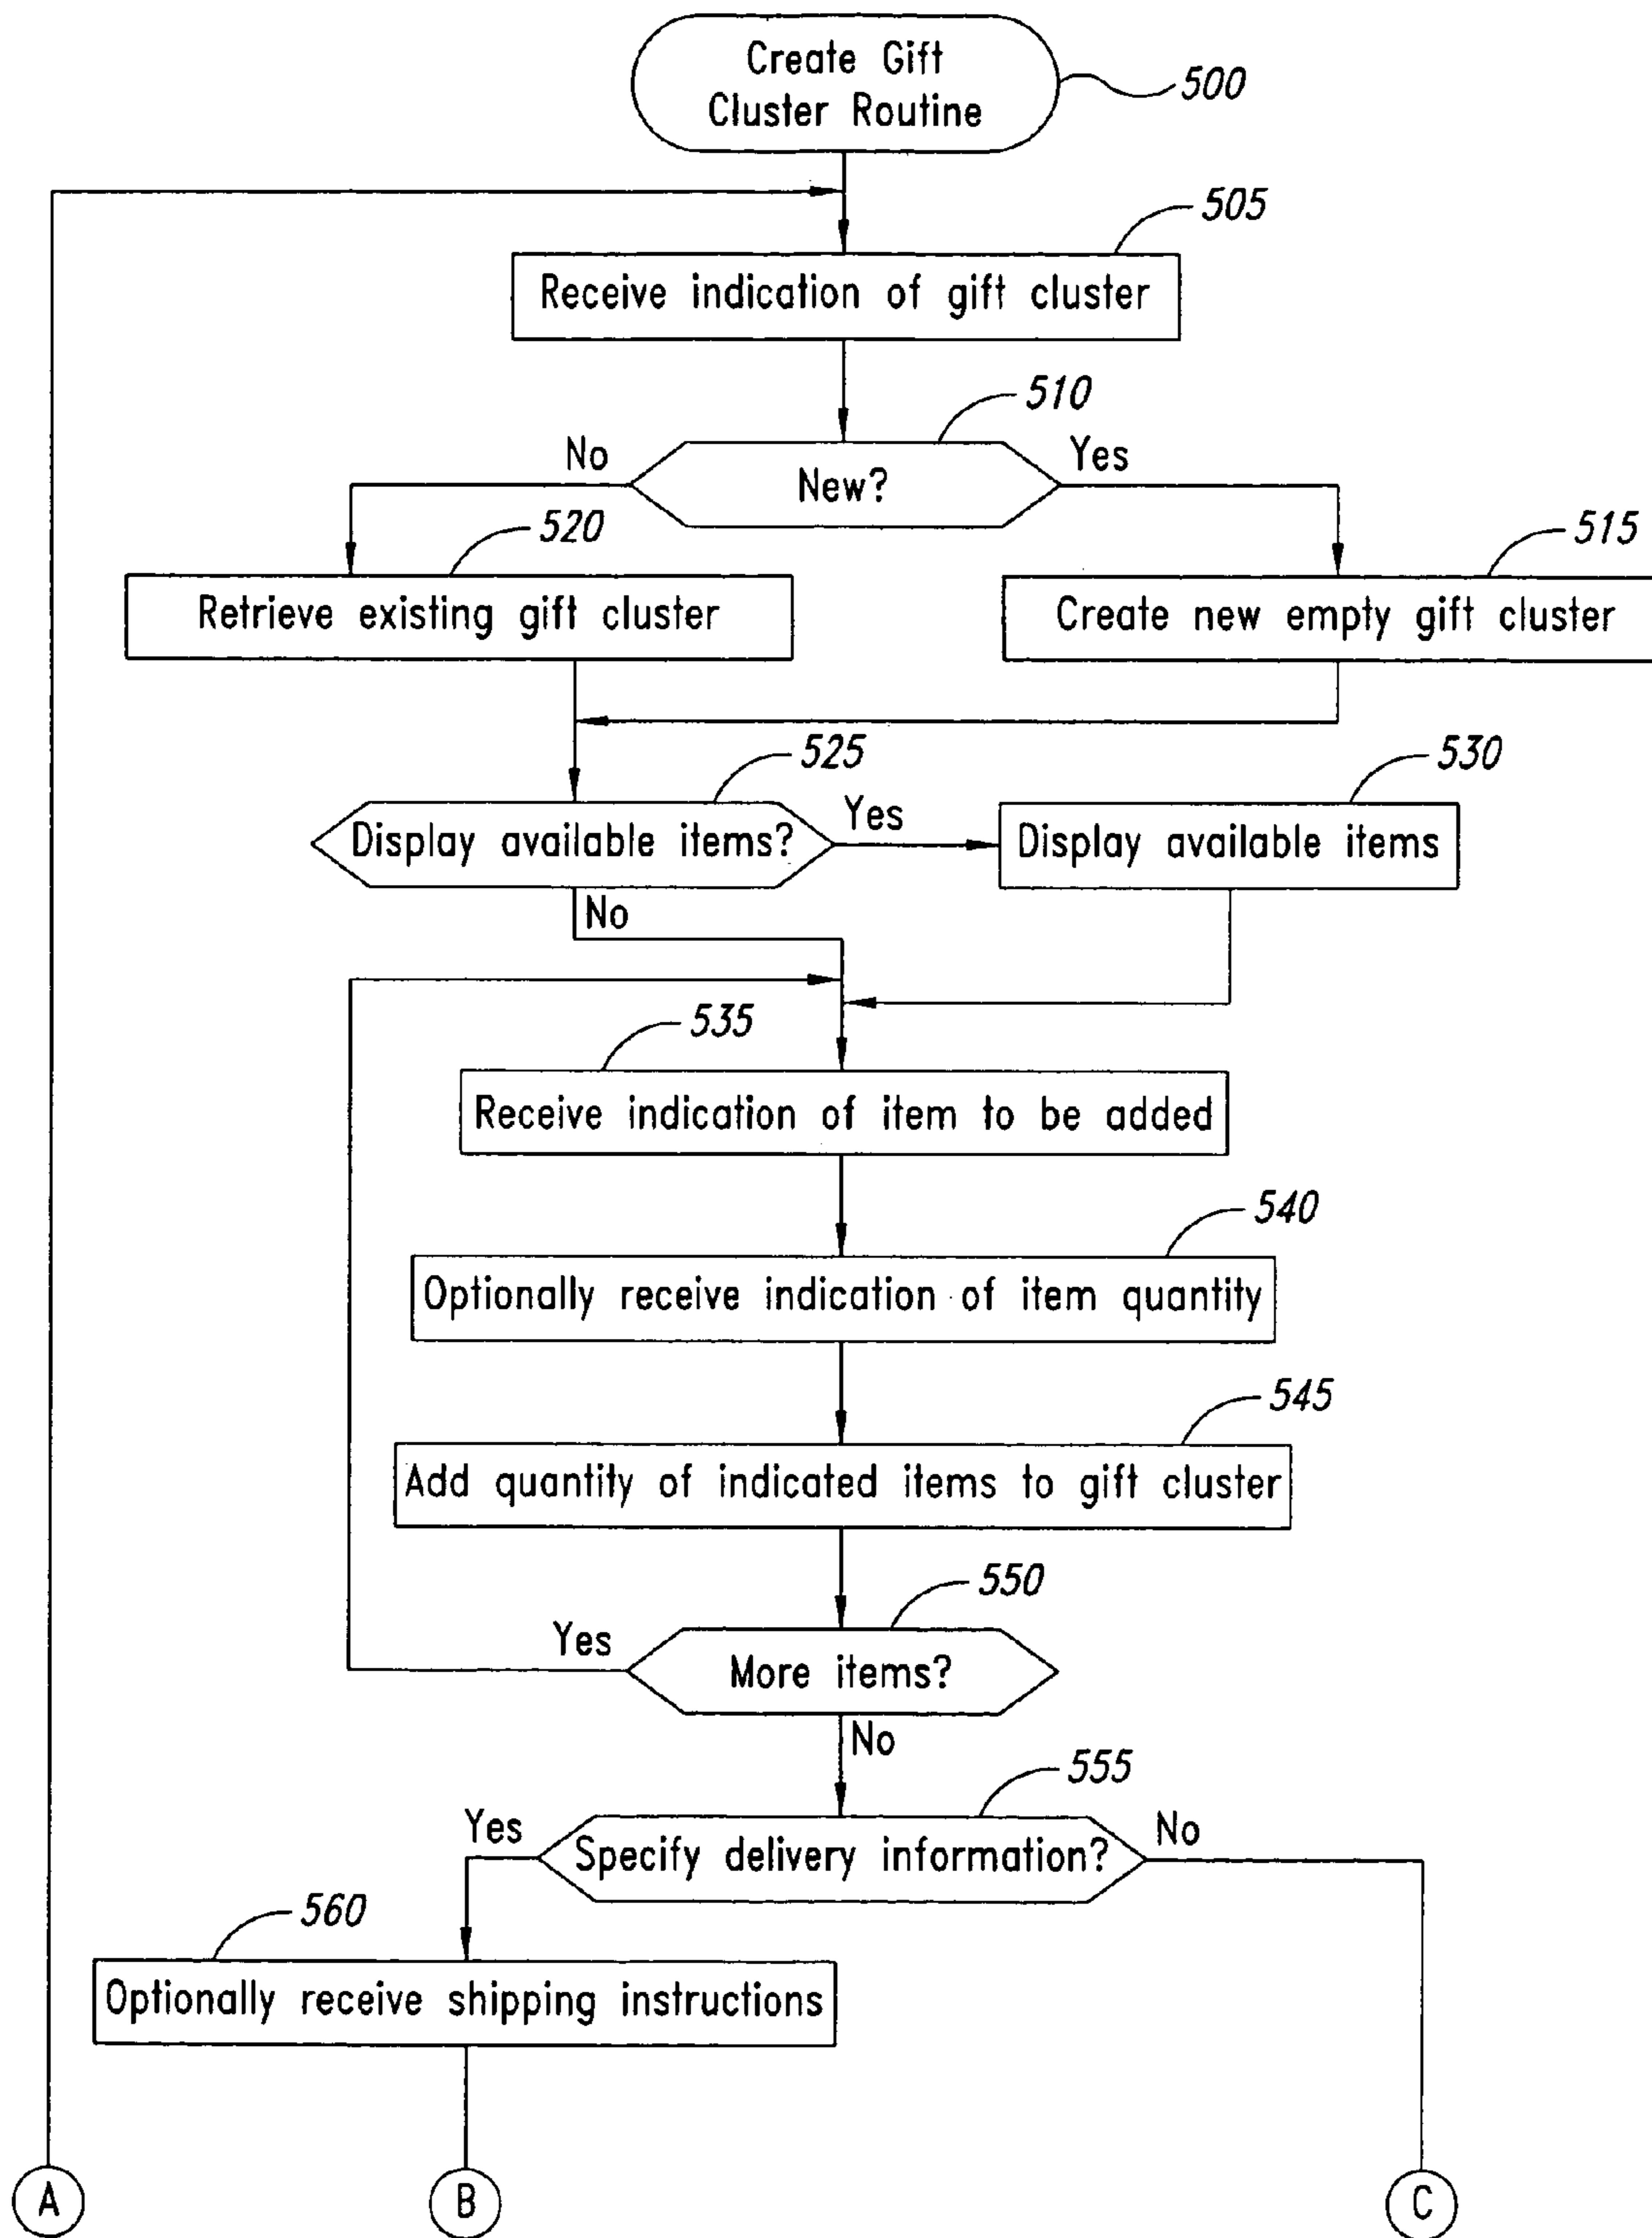 Create Gift
Cluster Routine
500
505
Receive indication of gift cluster
510
No
Yes
New?
520
515
Retrieve existing gift cluster
Create new empty gift cluster
525
530
Yes
Display available items?
Display available items
No
535
Receive indication of item to be added
540
Optionally receive indication of item quantity
545
Add quantity of indicated items to gift cluster
550
Yes
More items?
No
555
Yes
No
Specify delivery information?
560
Optionally receive shipping instructions
A
B
C